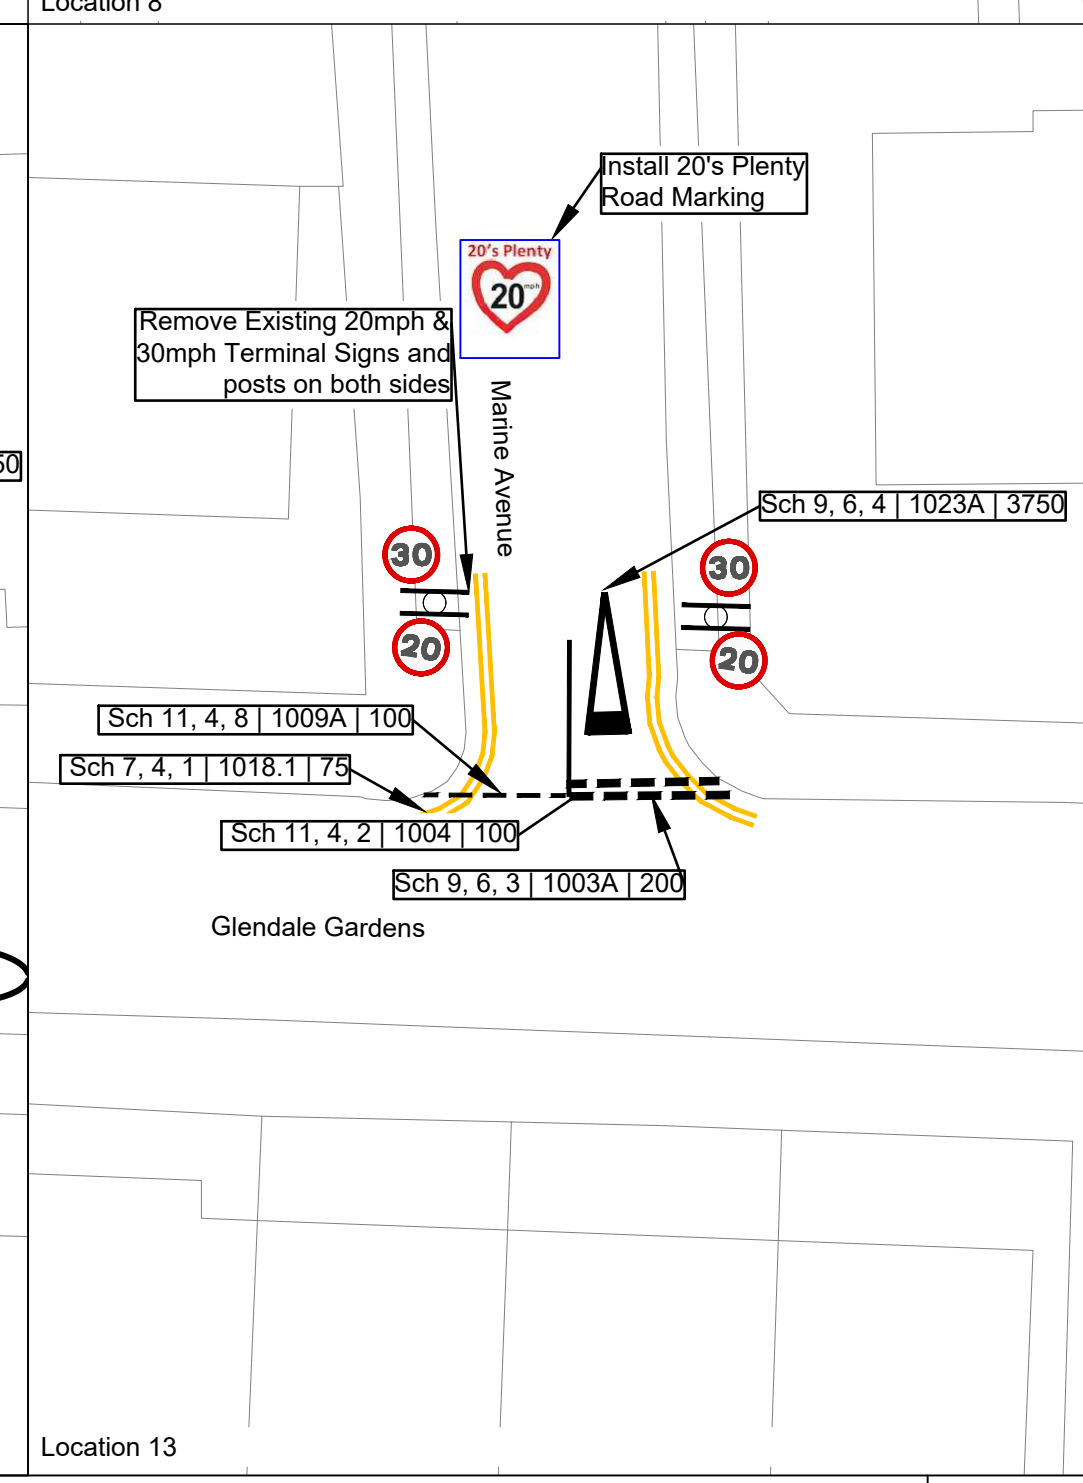 Location 8
Install 20's Plenty
Road Marking
20's Plenty
20 mph
Remove Existing 20mph &
30mph Terminal Signs and
posts on both sides
Marine Avenue
50
Sch 9, 6, 4 | 1023A | 3750
30
30
20
20
Sch 11, 4, 8 | 1009A | 100
Sch 7, 4, 1 | 1018.1 | 75
Sch 11, 4, 2 | 1004 | 100
Sch 9, 6, 3 | 1003A | 200
Glendale Gardens
Location 13